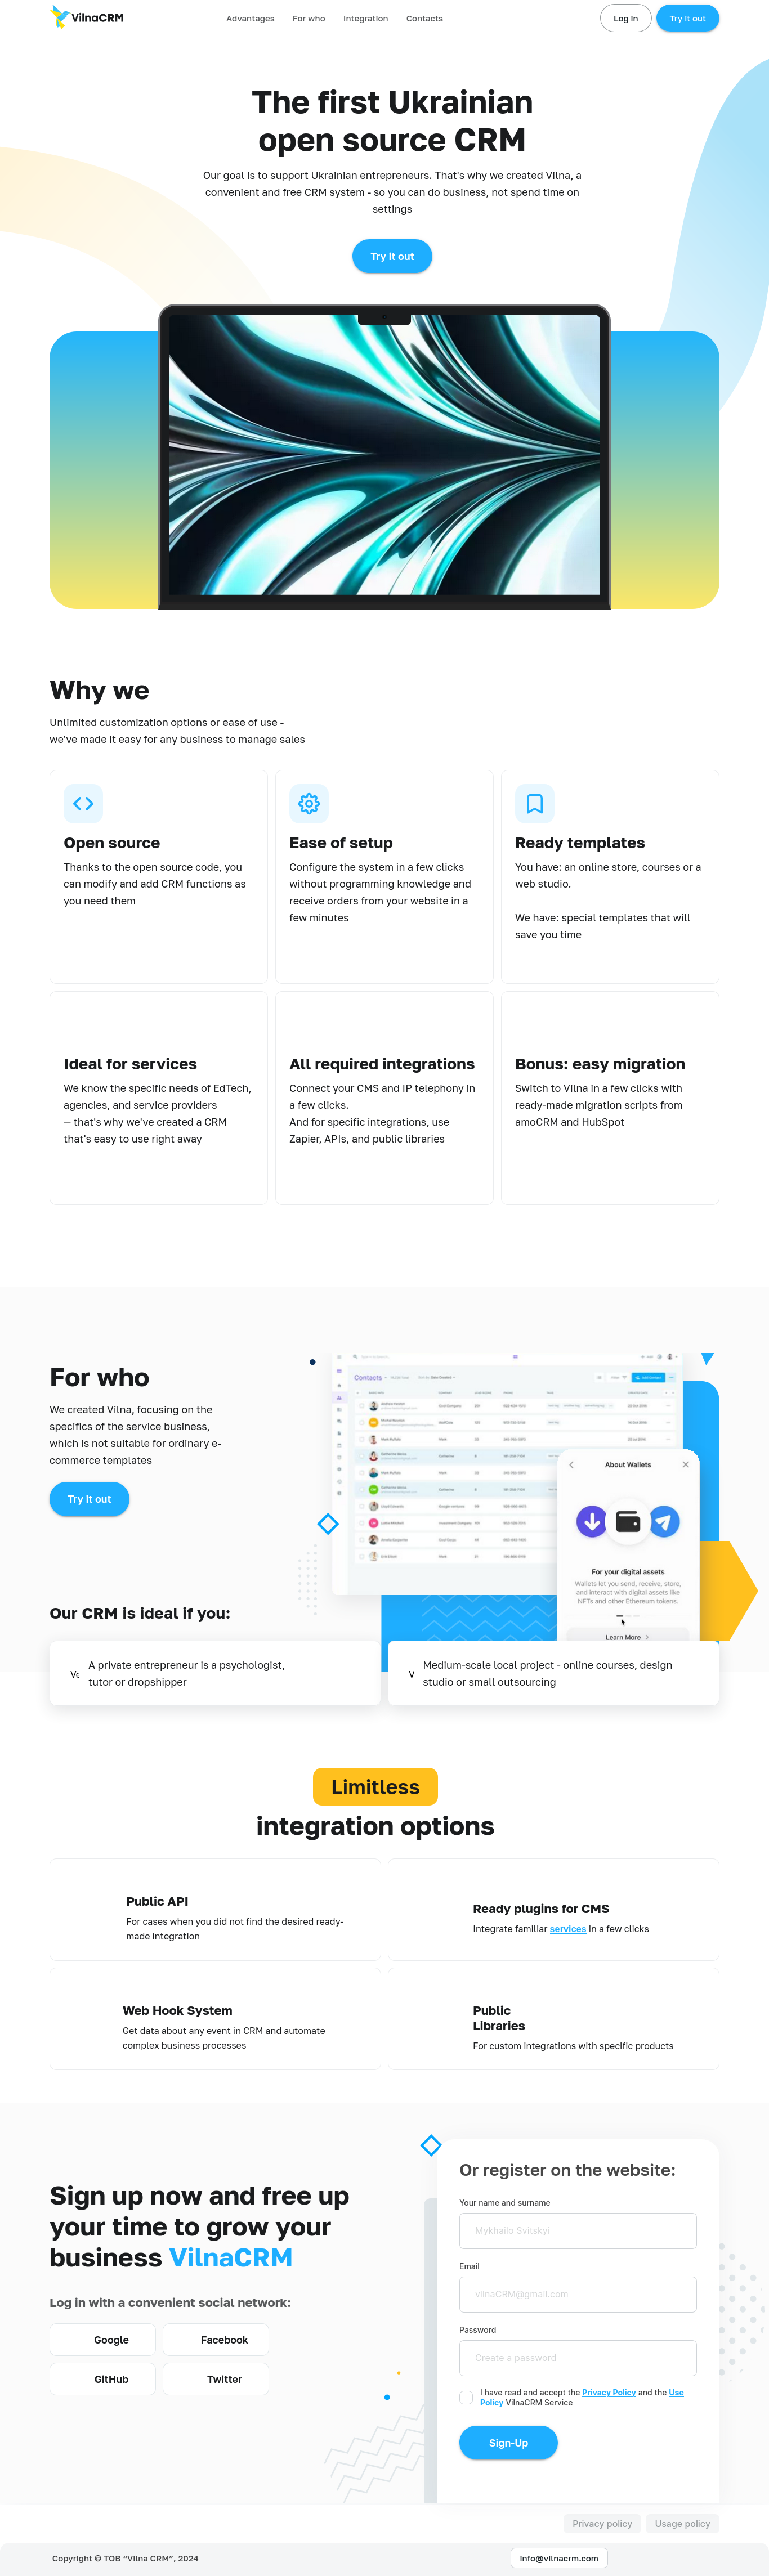 VilnaCRM
Advantages
For who
Integration
Contacts
Log In
Try it out
The first Ukrainian
open source CRM
Our goal is to support Ukrainian entrepreneurs. That's why we created Vilna, a
convenient and free CRM system - so you can do business, not spend time on
settings
Try it out
Why we
Unlimited customization options or ease of use -
we've made it easy for any business to manage sales
Open source
Thanks to the open source code, you
can modify and add CRM functions as
you need them
Ease of setup
Configure the system in a few clicks
without programming knowledge and
receive orders from your website in a
few minutes
Ready templates
You have: an online store, courses or a
web studio.
We have: special templates that will
save you time
Ideal for services
We know the specific needs of EdTech,
agencies, and service providers
— that's why we've created a CRM
that's easy to use right away
All required integrations
Connect your CMS and IP telephony in
a few clicks.
And for specific integrations, use
Zapier, APIs, and public libraries
Bonus: easy migration
Switch to Vilna in a few clicks with
ready-made migration scripts from
amoCRM and HubSpot
For who
We created Vilna, focusing on the
specifics of the service business,
which is not suitable for ordinary e-
commerce templates
Try it out
Contacts
About Wallets
For your digital assets
Wallets let you send, receive, store,
and interact with digital assets like
NFTs and other Ethereum tokens.
Learn More
Our CRM is ideal if you:
A private entrepreneur is a psychologist,
tutor or dropshipper
Medium-scale local project - online courses, design
studio or small outsourcing
Limitless
integration options
Public API
For cases when you did not find the desired ready-
made integration
Ready plugins for CMS
Integrate familiar services in a few clicks
Web Hook System
Get data about any event in CRM and automate
complex business processes
Public
Libraries
For custom integrations with specific products
Sign up now and free up
your time to grow your
business VilnaCRM
Log in with a convenient social network:
Google
Facebook
GitHub
Twitter
Or register on the website:
Your name and surname
Mykhailo Svitskyi
Email
vilnaCRM@gmail.com
Password
Create a password
I have read and accept the Privacy Policy and the Use
Policy VilnaCRM Service
Sign-Up
Privacy policy
Usage policy
Copyright © ТОВ “Vilna CRM”, 2024
info@vilnacrm.com